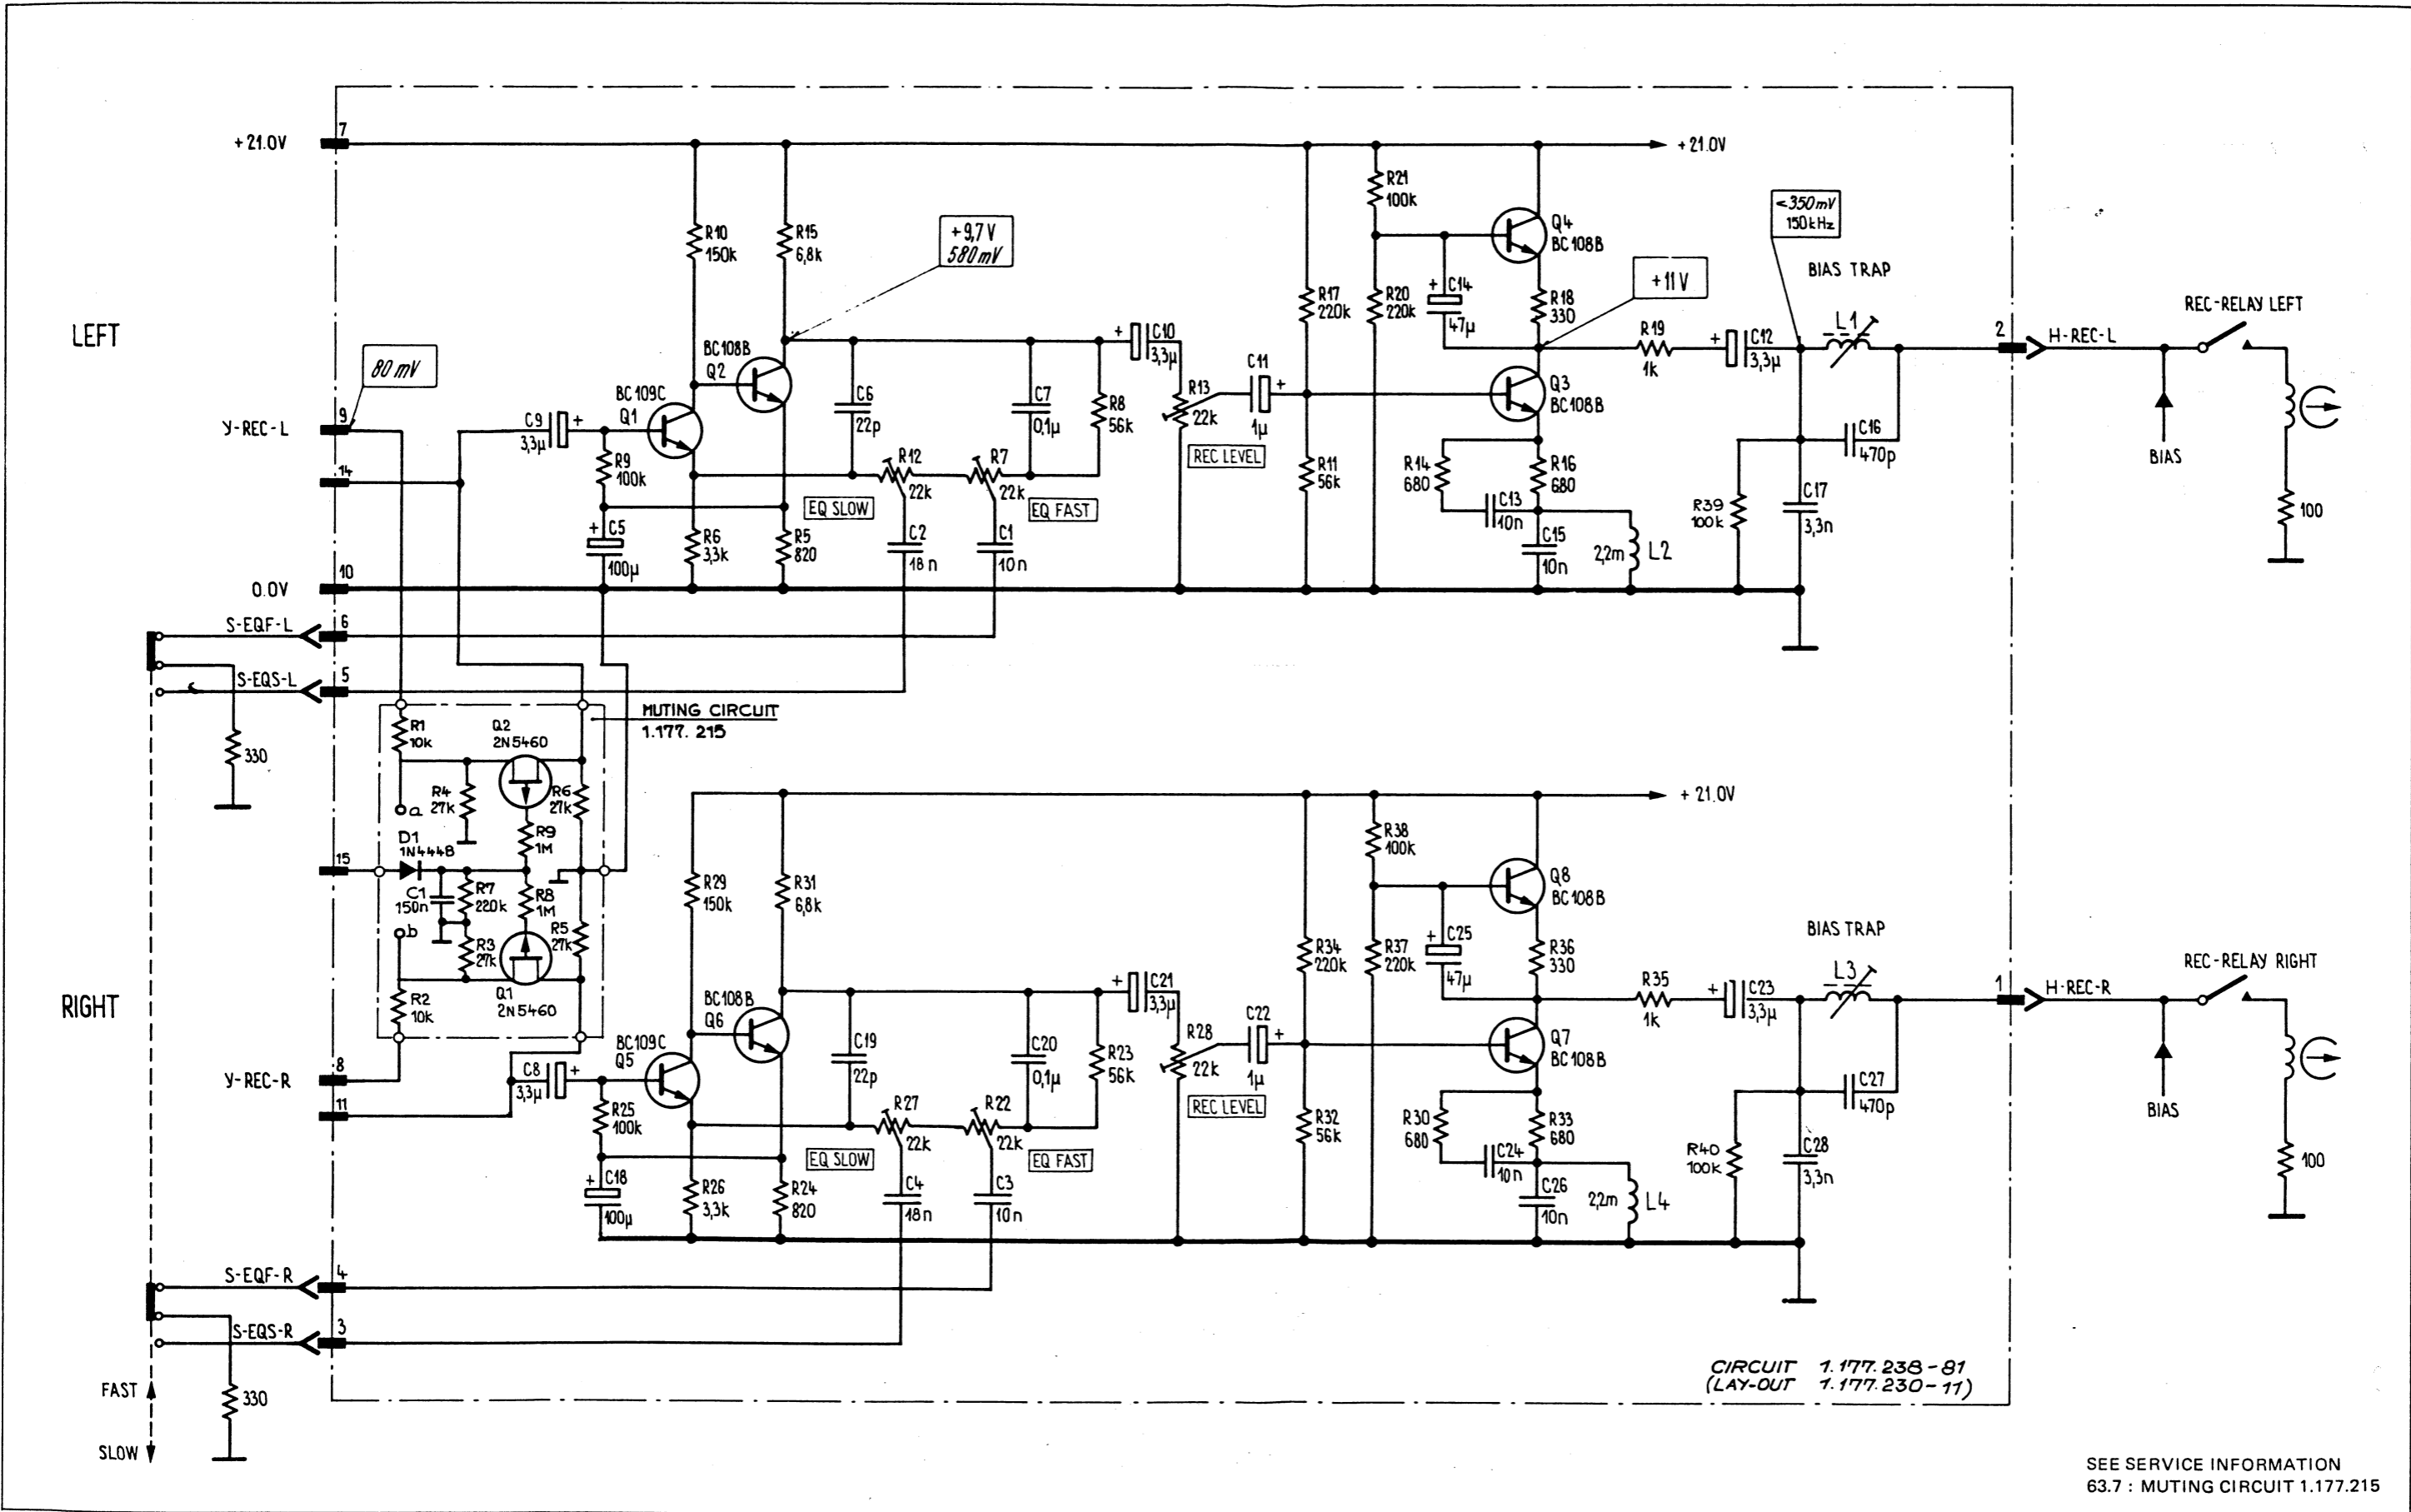 +21.0V
7
+21.0V
R10
150k
R15
6,8k
+9,7V
580mV
R21
100k
Q4
BC108B
<350mV
150kHz
BIAS TRAP
LEFT
80 mV
BC108B
Q2
BC109C
Q1
+
C10
3,3µ
R17
220k
R20
220k
+
C14
47µ
R18
330
+11V
R19
1k
+
C12
3,3µ
L1
2
H-REC-L
REC-RELAY LEFT
Y-REC-L
9
14
C9
3,3µ
+
R9
100k
C6
22p
C7
0,1µ
R8
56k
R13
22k
C11
+
1µ
REC LEVEL
Q3
BC108B
C16
470p
BIAS
R12
22k
R7
22k
EQ SLOW
EQ FAST
R11
56k
R14
680
R16
680
C13
10n
R39
100k
C17
3,3n
100
+
C5
100µ
R6
3,3k
R5
820
C2
18n
C1
10n
C15
10n
2,2m
L2
0.0V
10
S-EQF-L
6
S-EQS-L
5
330
MUTING CIRCUIT
1.177.215
R1
10k
Q2
2N5460
R4
27k
R6
27k
a
R9
1M
D1
1N4448
15
C1
150n
R7
220k
R8
1M
b
R3
27k
R5
27k
R2
10k
Q1
2N5460
+ 21.0V
R29
150k
R31
6,8k
R38
100k
Q8
BC108B
BIAS TRAP
RIGHT
BC108B
Q6
BC109C
Q5
+
C21
3,3µ
R34
220k
R37
220k
+
C25
47µ
R36
330
R35
1k
+
C23
3,3µ
L3
1
H-REC-R
REC-RELAY RIGHT
Y-REC-R
8
11
C8
3,3µ
+
R25
100k
C19
22p
C20
0,1µ
R23
56k
R28
22k
C22
+
1µ
REC LEVEL
Q7
BC108B
C27
470p
BIAS
R27
22k
R22
22k
EQ SLOW
EQ FAST
R32
56k
R30
680
R33
680
C24
10n
R40
100k
C28
3,3n
100
+
C18
100µ
R26
3,3k
R24
820
C4
18n
C3
10n
C26
10n
2,2m
L4
S-EQF-R
4
S-EQS-R
3
FAST
330
SLOW
CIRCUIT 1.177.238-81
(LAY-OUT 1.177.230-11)
SEE SERVICE INFORMATION
63.7 : MUTING CIRCUIT 1.177.215